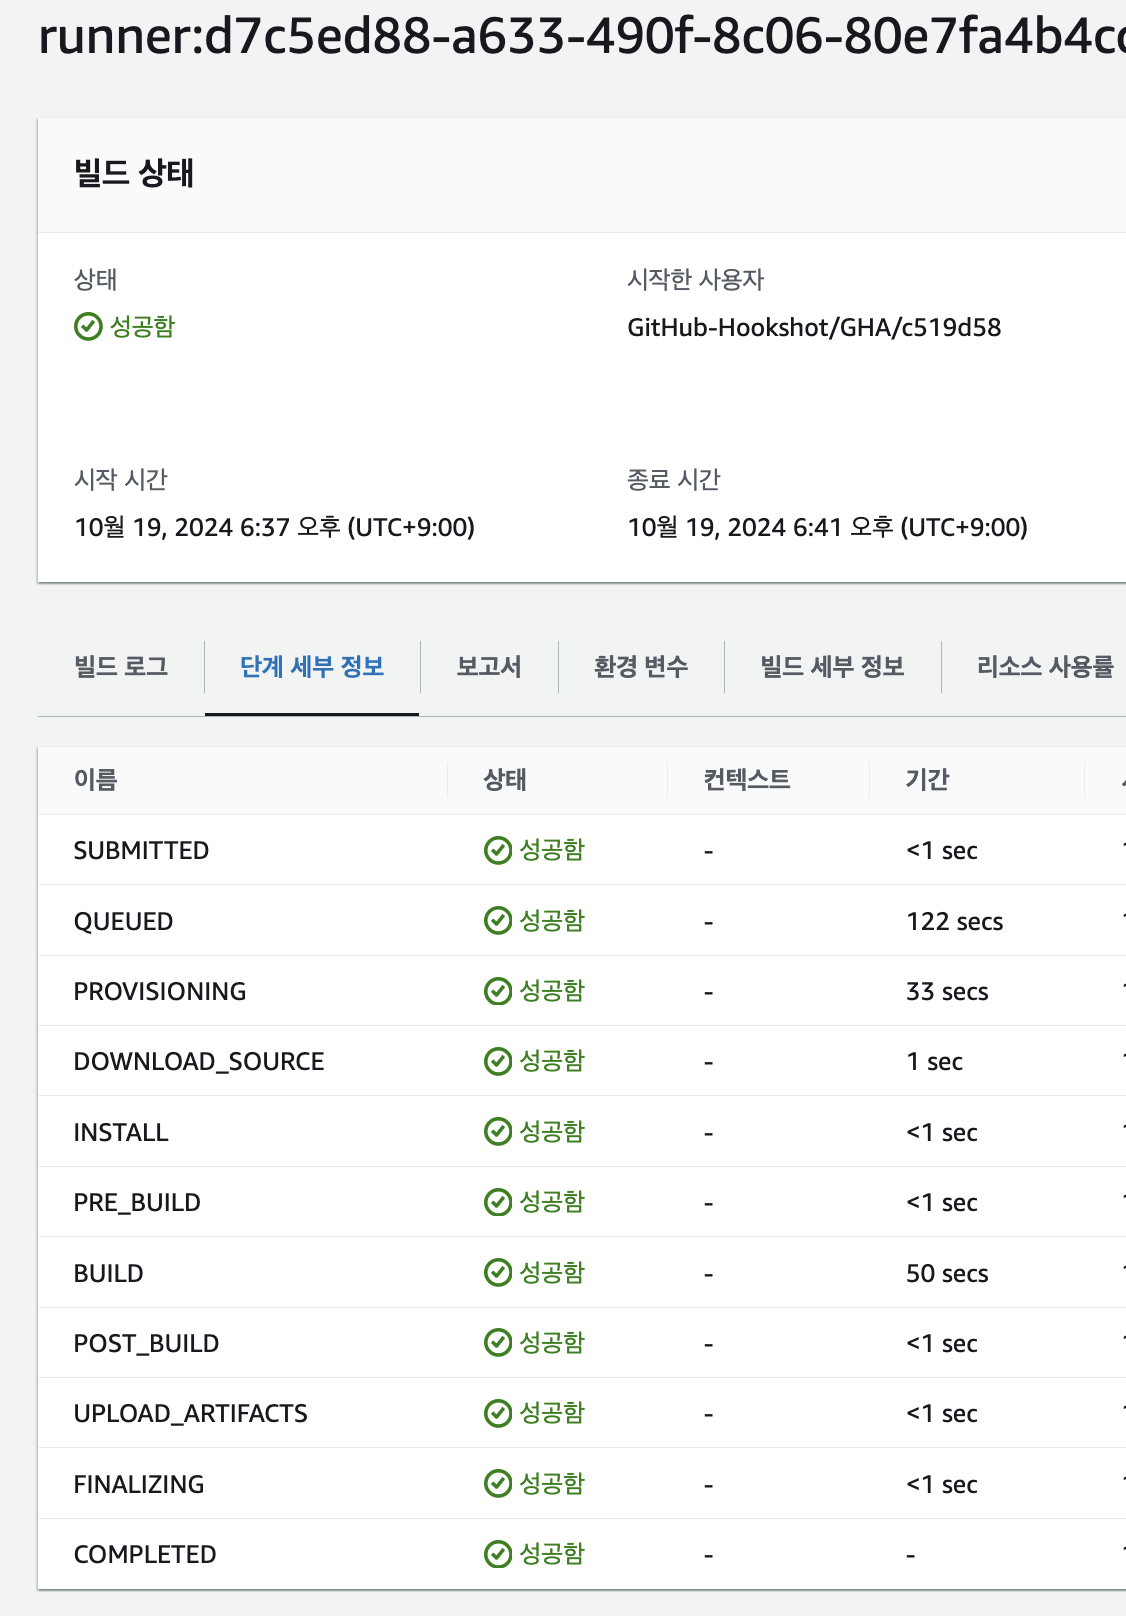 runner:d7c5ed88-a633-490f-8c06-80e7fa4b4c
빌드 상태
상태 시작한 사용자
성공함 GitHub-Hookshot/GHA/c519d58
시작 시간 종료 시간
10월 19, 2024 6:37 오후 (UTC+9:00) 10월 19, 2024 6:41 오후 (UTC+9:00)
빌드 로그 단계 세부 정보 보고서 환경 변수 빌드 세부 정보 리소스 사용률
이름 상태 컨텍스트 기간
SUBMITTED 성공함 - <1 sec
QUEUED 성공함 - 122 secs
PROVISIONING 성공함 - 33 secs
DOWNLOAD_SOURCE 성공함 - 1 sec
INSTALL 성공함 - <1 sec
PRE_BUILD 성공함 - <1 sec
BUILD 성공함 - 50 secs
POST_BUILD 성공함 - <1 sec
UPLOAD_ARTIFACTS 성공함 - <1 sec
FINALIZING 성공함 - <1 sec
COMPLETED 성공함 - -